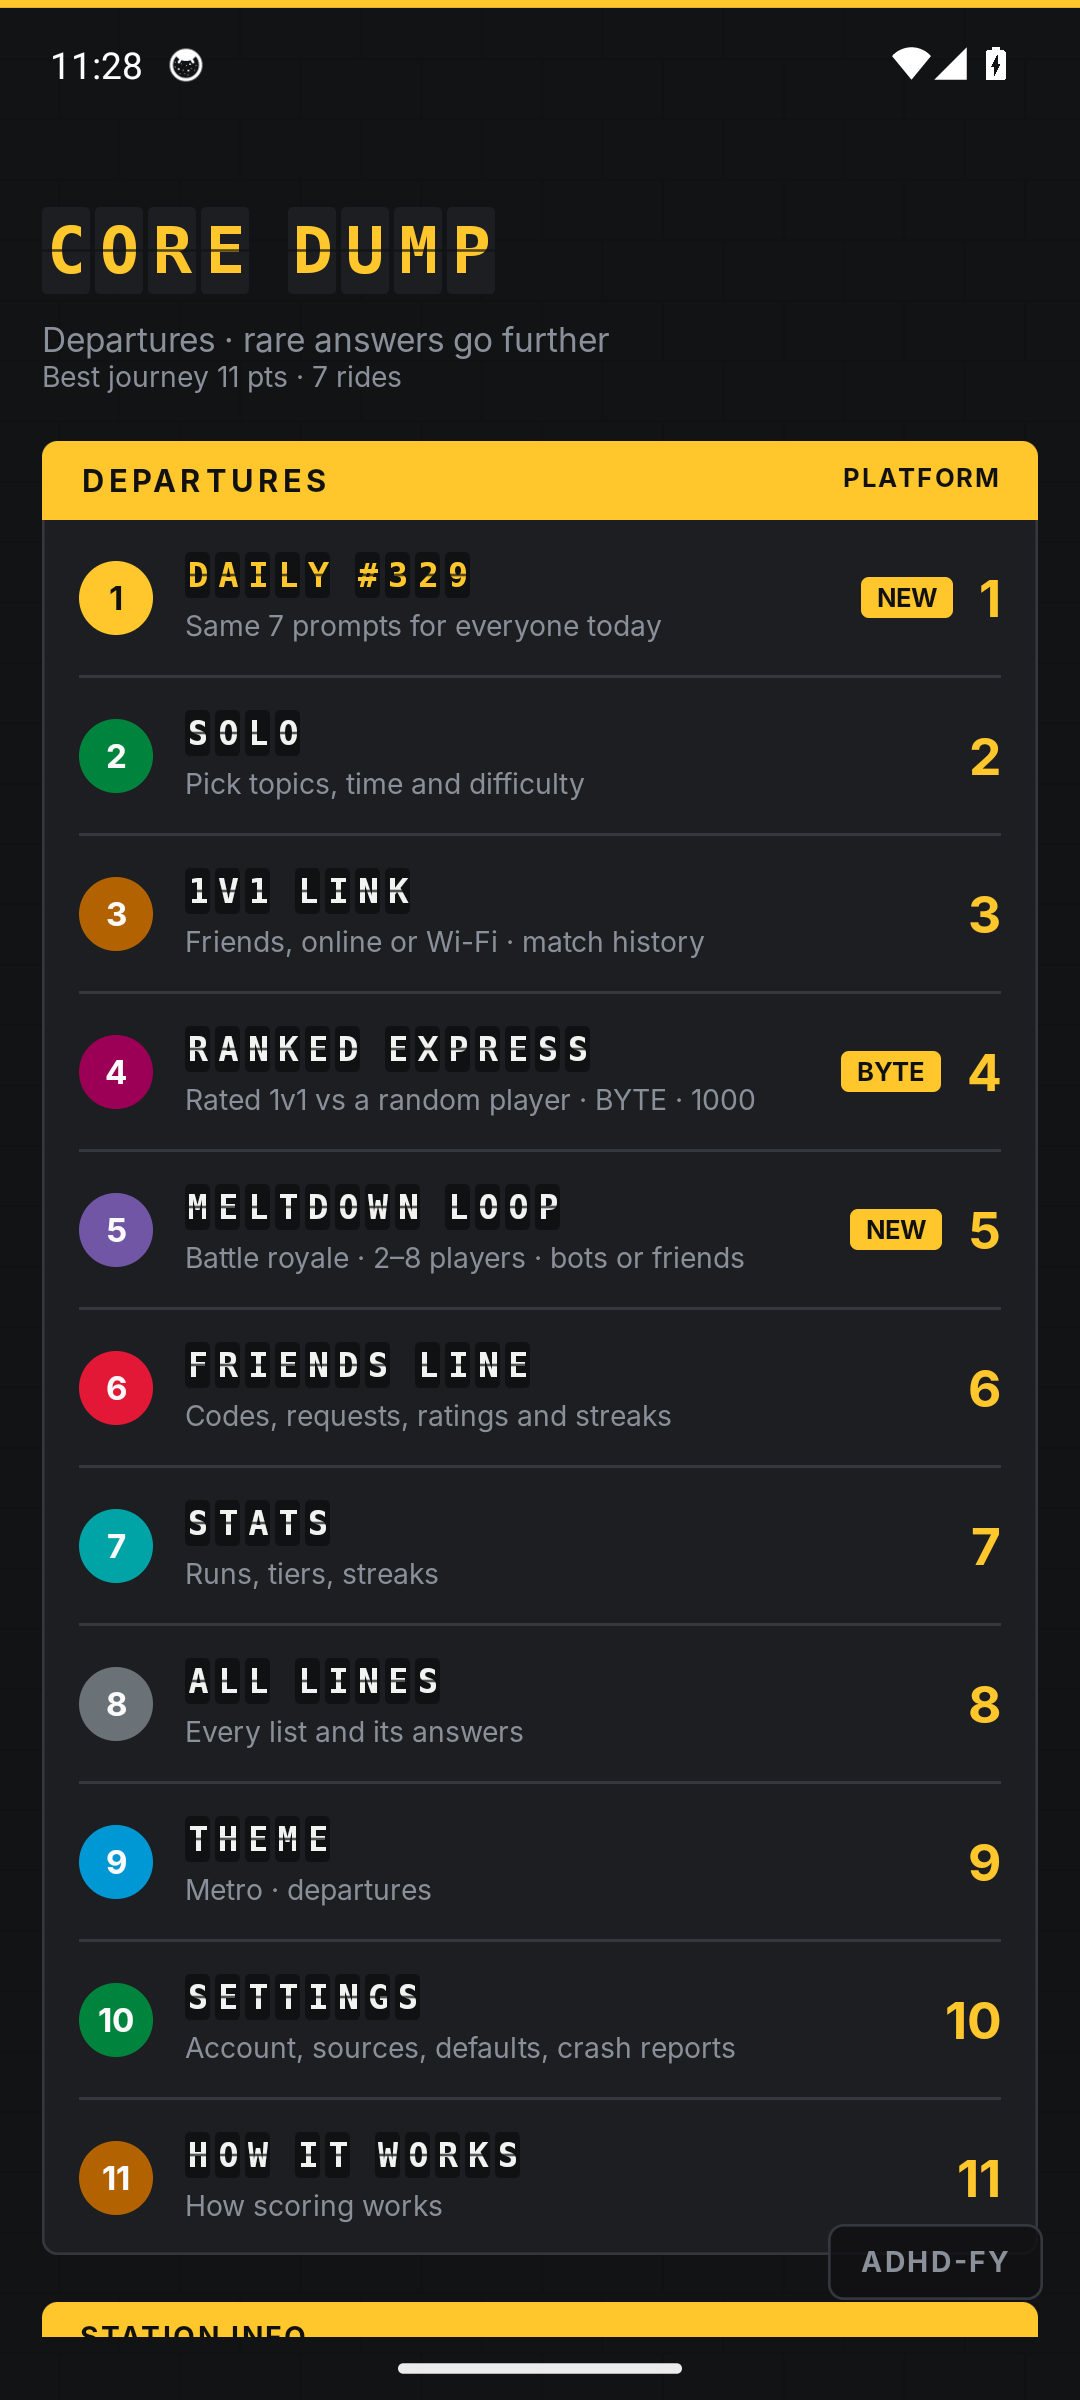 11:28
CORE DUMP
Departures · rare answers go further
Best journey 11 pts · 7 rides
DEPARTURES PLATFORM
1 DAILY #329 NEW 1
Same 7 prompts for everyone today
2 SOLO 2
Pick topics, time and difficulty
3 1V1 LINK 3
Friends, online or Wi-Fi · match history
4 RANKED EXPRESS BYTE 4
Rated 1v1 vs a random player · BYTE · 1000
5 MELTDOWN LOOP NEW 5
Battle royale · 2–8 players · bots or friends
6 FRIENDS LINE 6
Codes, requests, ratings and streaks
7 STATS 7
Runs, tiers, streaks
8 ALL LINES 8
Every list and its answers
9 THEME 9
Metro · departures
10 SETTINGS 10
Account, sources, defaults, crash reports
11 HOW IT WORKS 11
How scoring works
ADHD-FY
STATION INFO